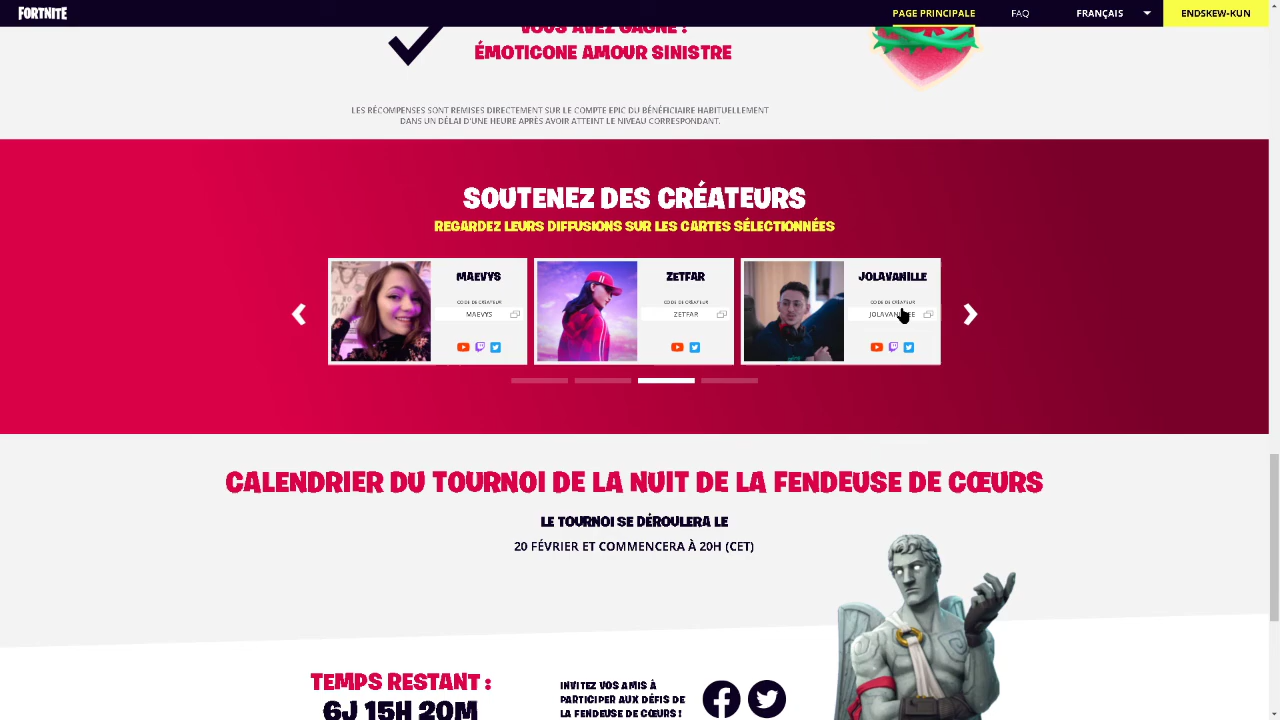 FORTNITE
PAGE PRINCIPALE
FAQ
FRANÇAIS
ENDSKEW-KUN
VOUS AVEZ GAGNÉ :
ÉMOTICONE AMOUR SINISTRE
LES RÉCOMPENSES SONT REMISES DIRECTEMENT SUR LE COMPTE EPIC DU BÉNÉFICIAIRE HABITUELLEMENT
DANS UN DÉLAI D'UNE HEURE APRÈS AVOIR ATTEINT LE NIVEAU CORRESPONDANT.
SOUTENEZ DES CRÉATEURS
REGARDEZ LEURS DIFFUSIONS SUR LES CARTES SÉLECTIONNÉES
MAEVYS
CODE DE CRÉATEUR
MAEVYS
ZETFAR
CODE DE CRÉATEUR
ZETFAR
JOLAVANILLE
CODE DE CRÉATEUR
JOLAVANILLE
CALENDRIER DU TOURNOI DE LA NUIT DE LA FENDEUSE DE CŒURS
LE TOURNOI SE DÉROULERA LE
20 FÉVRIER ET COMMENCERA À 20H (CET)
TEMPS RESTANT :
6J 15H 20M
INVITEZ VOS AMIS À
PARTICIPER AUX DÉFIS DE
LA FENDEUSE DE CŒURS !